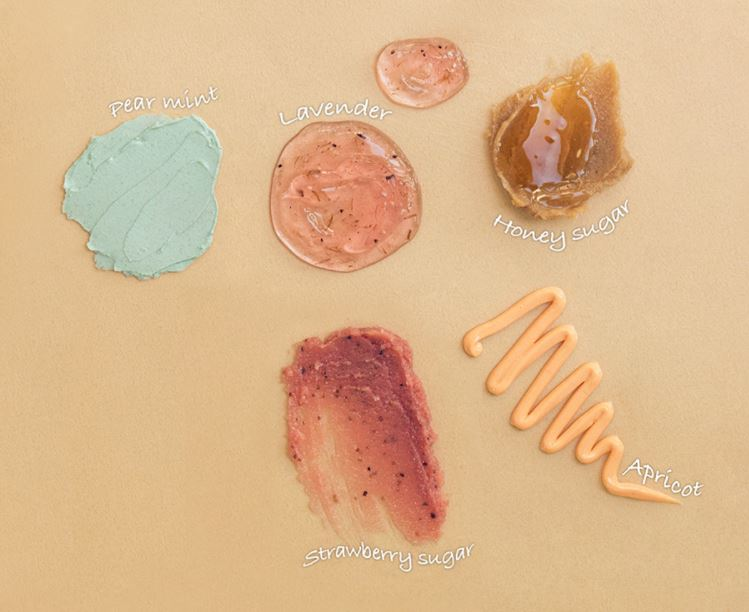 Pear mint
Lavender
Honey sugar
Apricot
Strawberry sugar